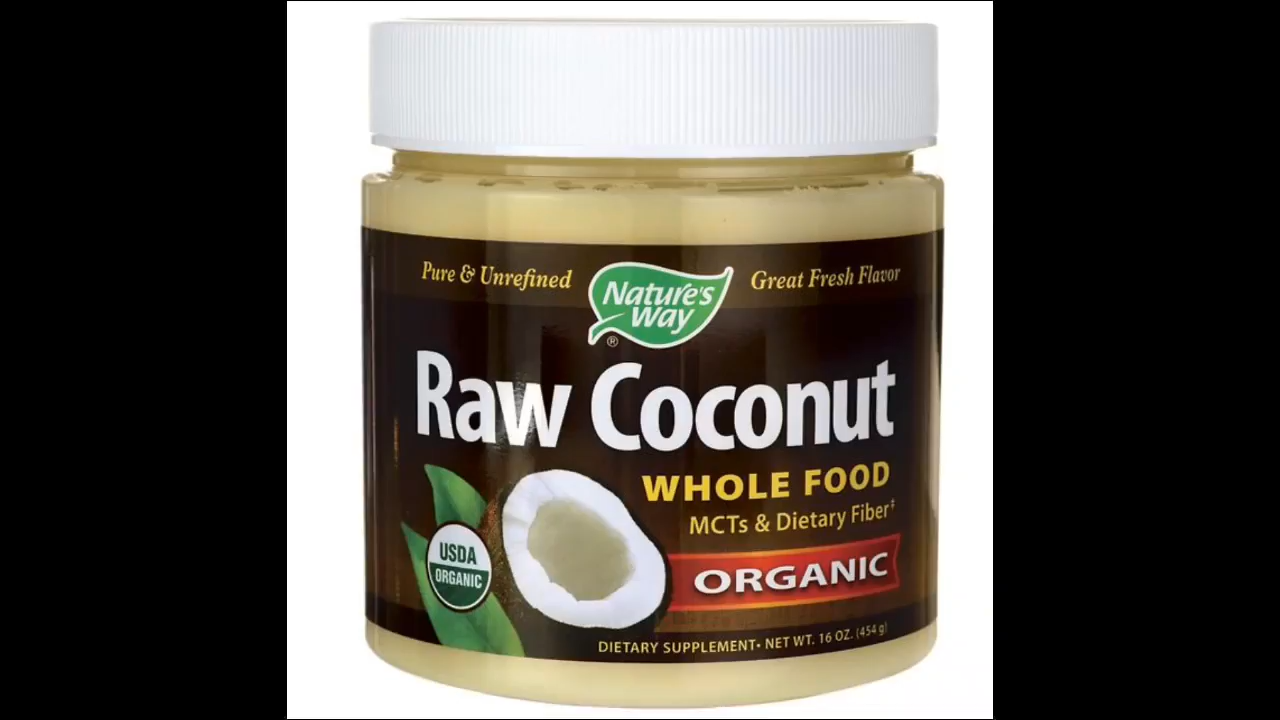 Pure & Unrefined
Nature's
Way
®
Great Fresh Flavor
Raw Coconut
WHOLE FOOD
MCTs & Dietary Fiber‡
ORGANIC
USDA
ORGANIC
DIETARY SUPPLEMENT• NET WT. 16 OZ. (454 g)